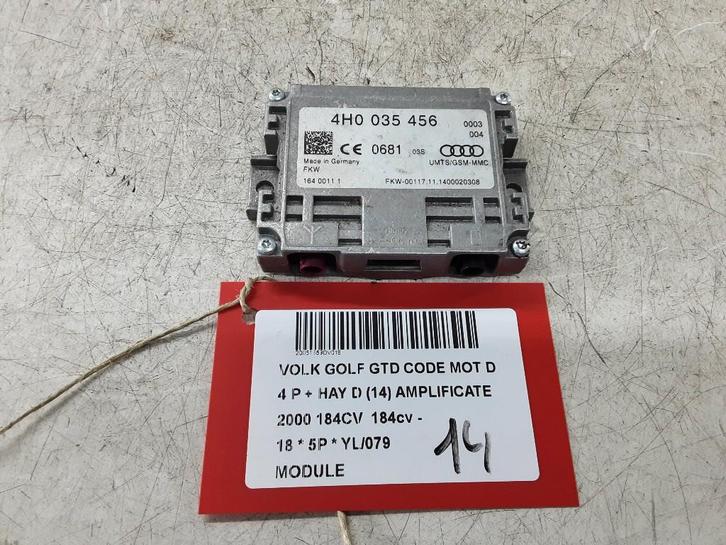 4H0 035 456
0003
004
CE 0681 03S
Made in Germany
UMTS/GSM-MMC
FKW
164 0011 1
FKW-00117.11.1400020308
VOLK GOLF GTD CODE MOT D
4 P + HAY D (14) AMPLIFICATE
2000 184CV 184cv -
18 * 5P * YL/079
MODULE
14